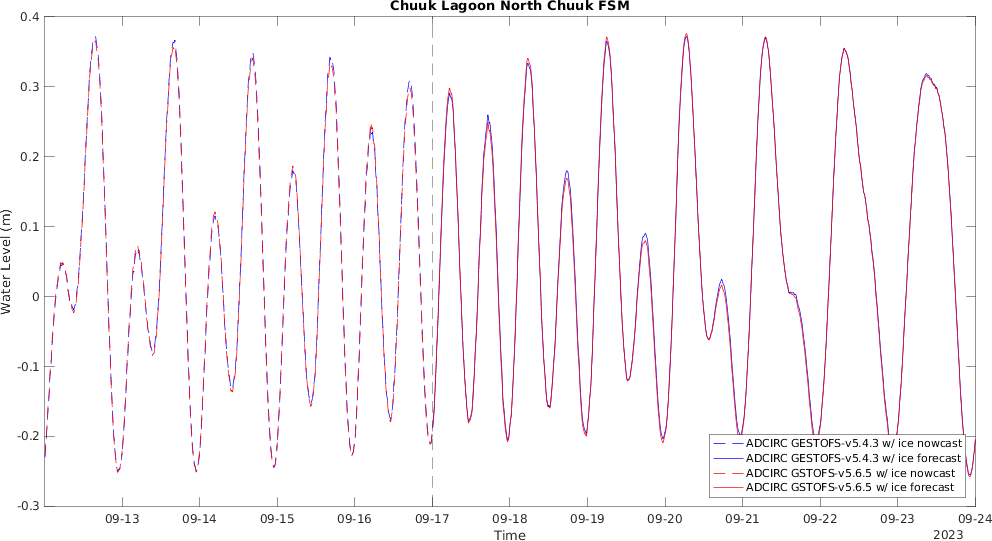 Chuuk Lagoon North Chuuk FSM
0.4
0.3
0.2
0.1
0
-0.1
-0.2
-0.3
Water Level (m)
09-13 09-14 09-15 09-16 09-17 09-18 09-19 09-20 09-21 09-22 09-23 09-24
Time
2023
ADCIRC GESTOFS-v5.4.3 w/ ice nowcast
ADCIRC GESTOFS-v5.4.3 w/ ice forecast
ADCIRC GSTOFS-v5.6.5 w/ ice nowcast
ADCIRC GSTOFS-v5.6.5 w/ ice forecast